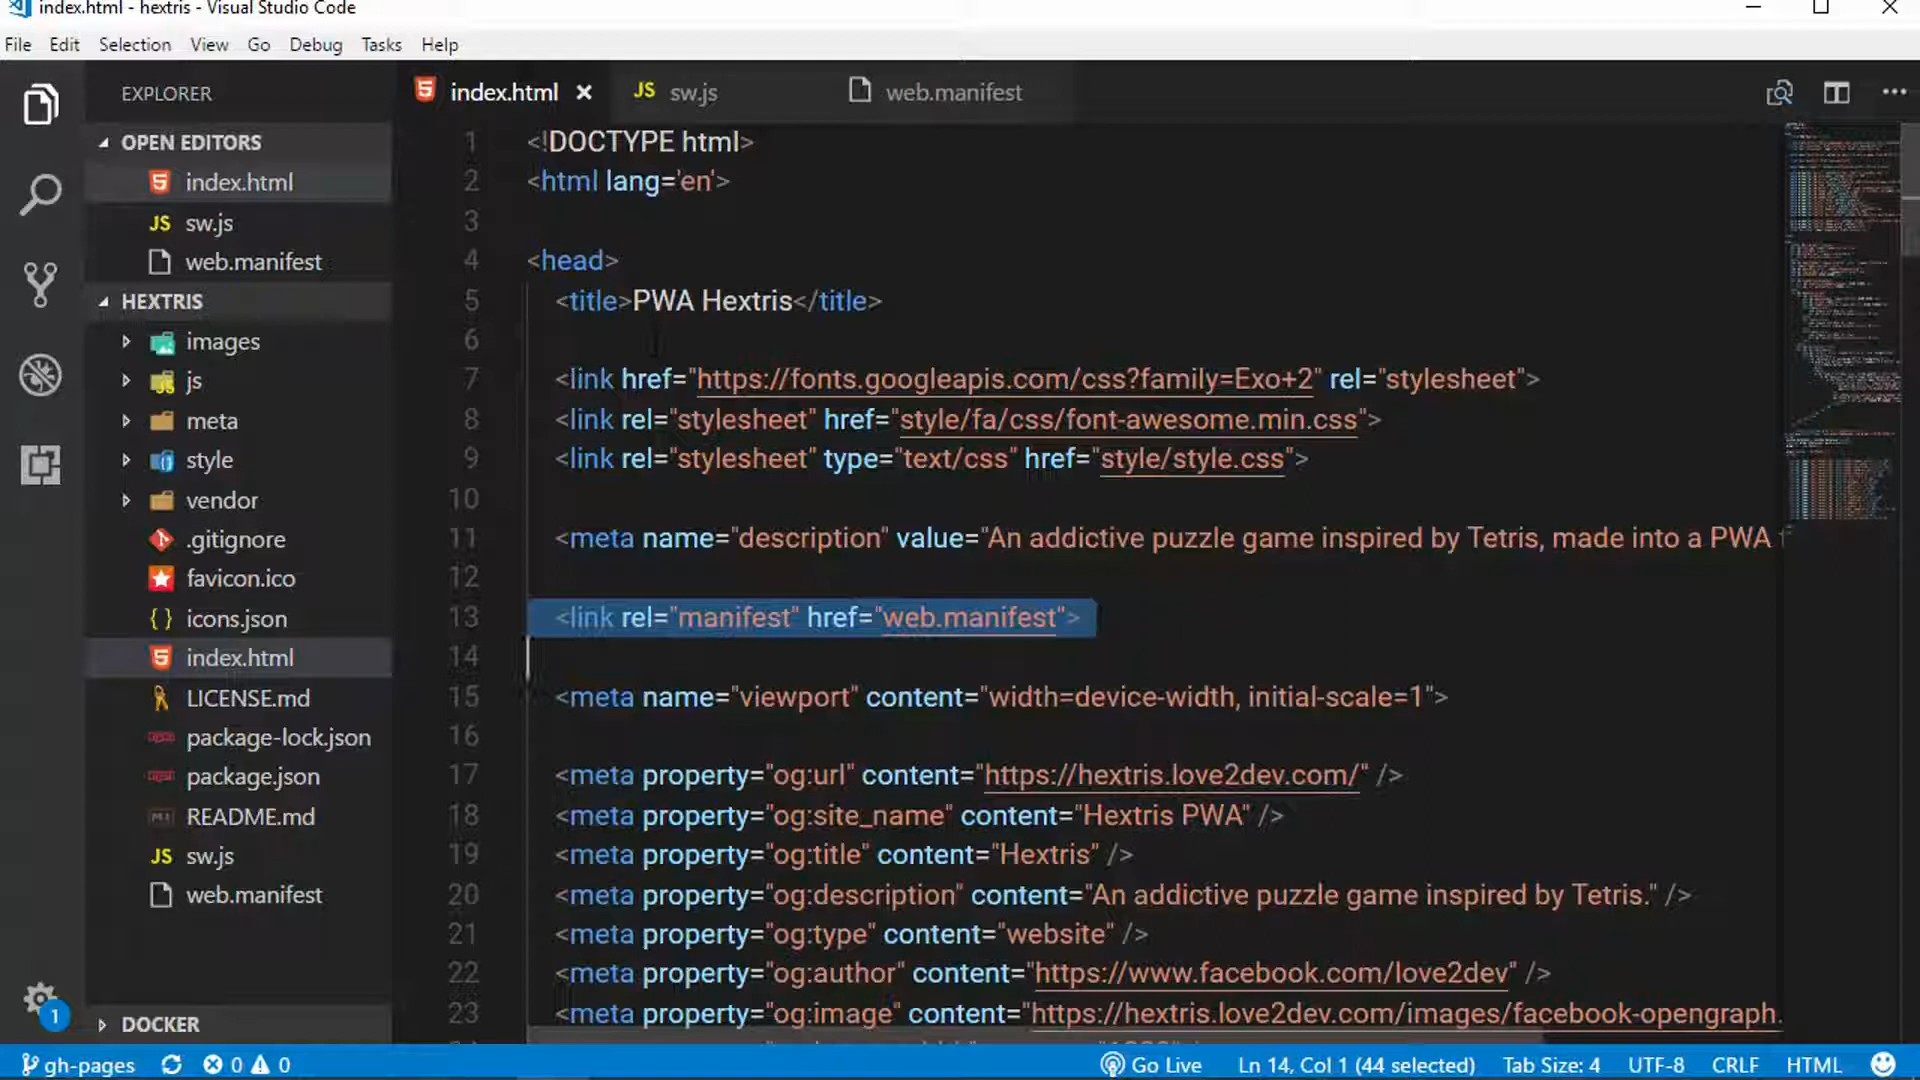 index.html - hextris - Visual Studio Code
File Edit Selection View Go Debug Tasks Help
EXPLORER
OPEN EDITORS
index.html
JS sw.js
web.manifest
HEXTRIS
images
js
meta
style
vendor
.gitignore
favicon.ico
{ } icons.json
index.html
LICENSE.md
package-lock.json
package.json
README.md
JS sw.js
web.manifest
DOCKER
1
index.html JS sw.js web.manifest
1 <!DOCTYPE html>
2 <html lang='en'>
3
4 <head>
5 <title>PWA Hextris</title>
6
7 <link href="https://fonts.googleapis.com/css?family=Exo+2" rel="stylesheet">
8 <link rel="stylesheet" href="style/fa/css/font-awesome.min.css">
9 <link rel="stylesheet" type="text/css" href="style/style.css">
10
11 <meta name="description" value="An addictive puzzle game inspired by Tetris, made into a PWA
12
13 <link rel="manifest" href="web.manifest">
14
15 <meta name="viewport" content="width=device-width, initial-scale=1">
16
17 <meta property="og:url" content="https://hextris.love2dev.com/" />
18 <meta property="og:site_name" content="Hextris PWA" />
19 <meta property="og:title" content="Hextris" />
20 <meta property="og:description" content="An addictive puzzle game inspired by Tetris." />
21 <meta property="og:type" content="website" />
22 <meta property="og:author" content="https://www.facebook.com/love2dev" />
23 <meta property="og:image" content="https://hextris.love2dev.com/images/facebook-opengraph.
gh-pages 0 0 Go Live Ln 14, Col 1 (44 selected) Tab Size: 4 UTF-8 CRLF HTML